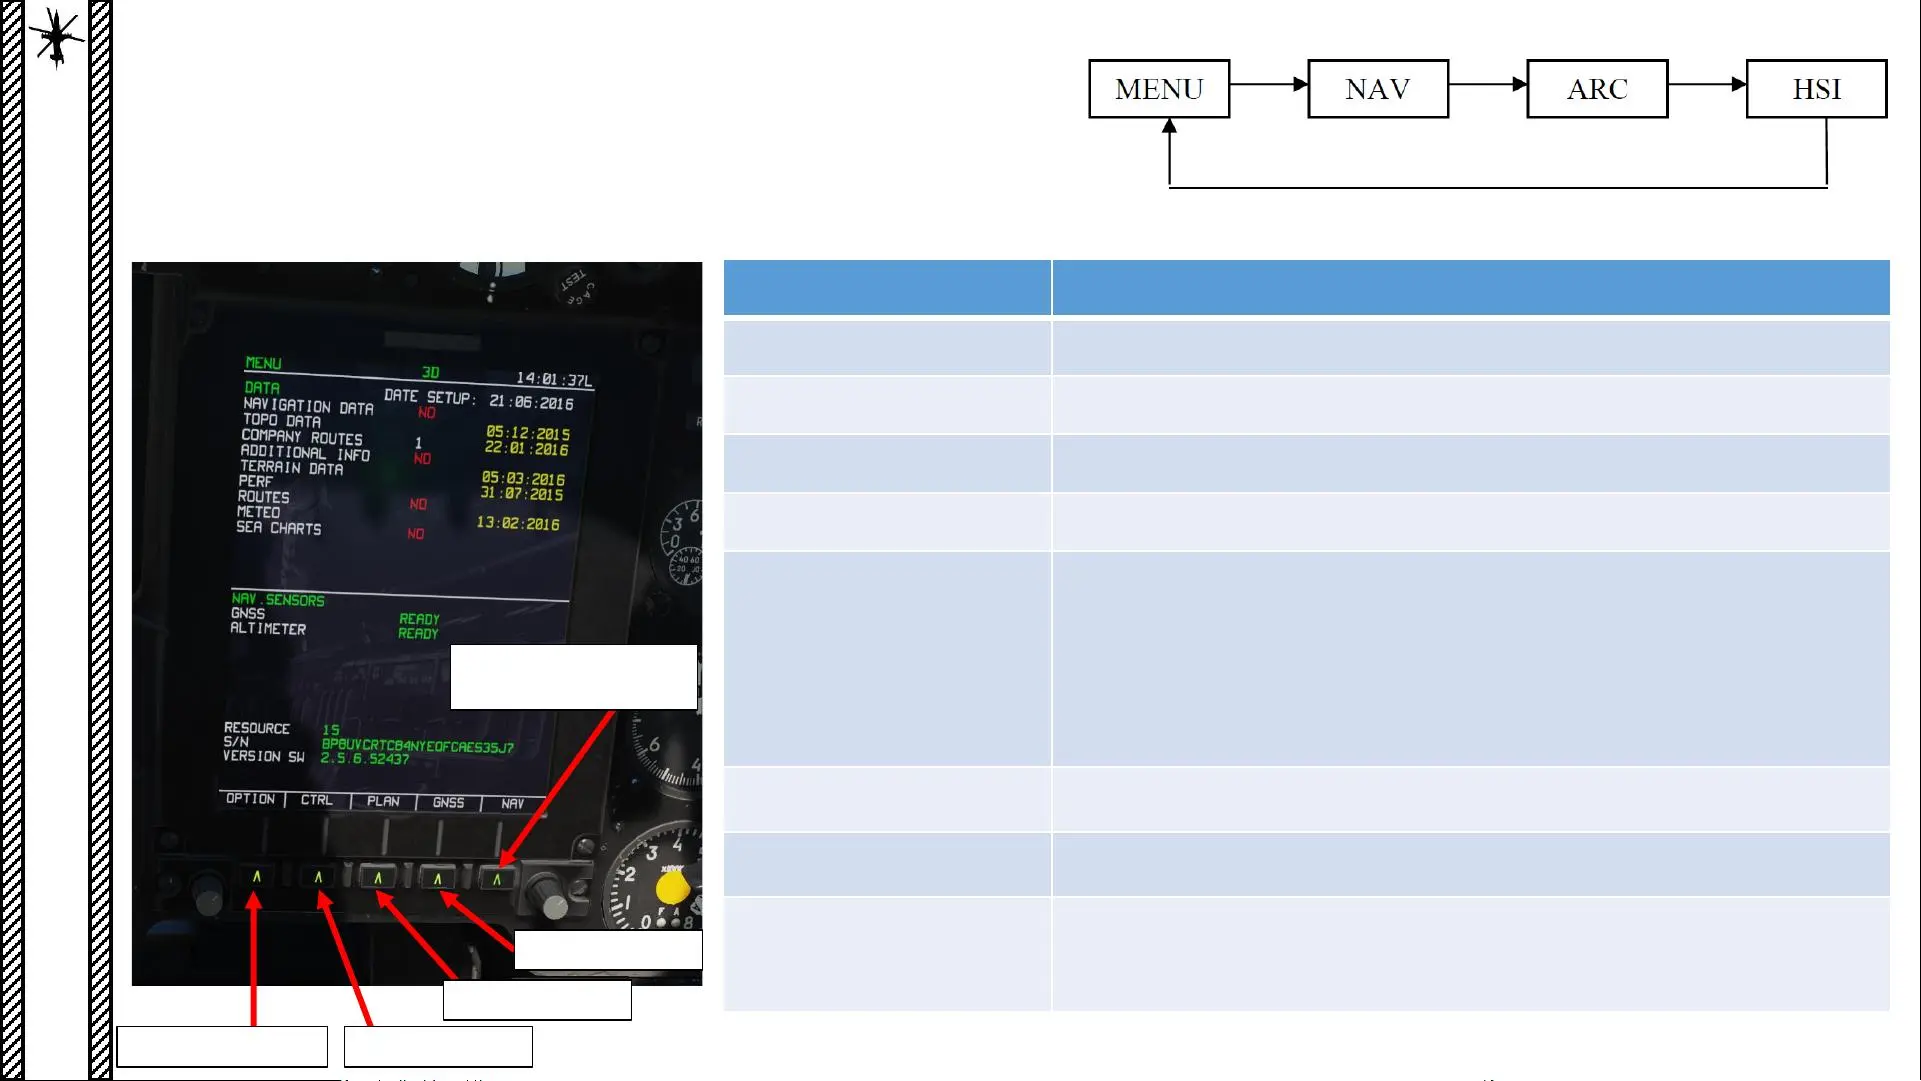 MENU NAV ARC HSI
TEST
CAGE
MENU 3D 14:01:37L
DATA DATE SETUP: 21:06:2016
NAVIGATION DATA NO
TOPO DATA 05:12:2015
COMPANY ROUTES 1 22:01:2016
ADDITIONAL INFO NO
TERRAIN DATA 05:03:2016
PERF 31:07:2015
ROUTES NO
METEO 13:02:2016
SEA CHARTS NO
NAV.SENSORS
GNSS READY
ALTIMETER READY
RESOURCE 1S
S/N BPBUVCRTCB4NYEOFCAES35J7
VERSION SW 2.5.6.52437
OPTION CTRL PLAN GNSS NAV